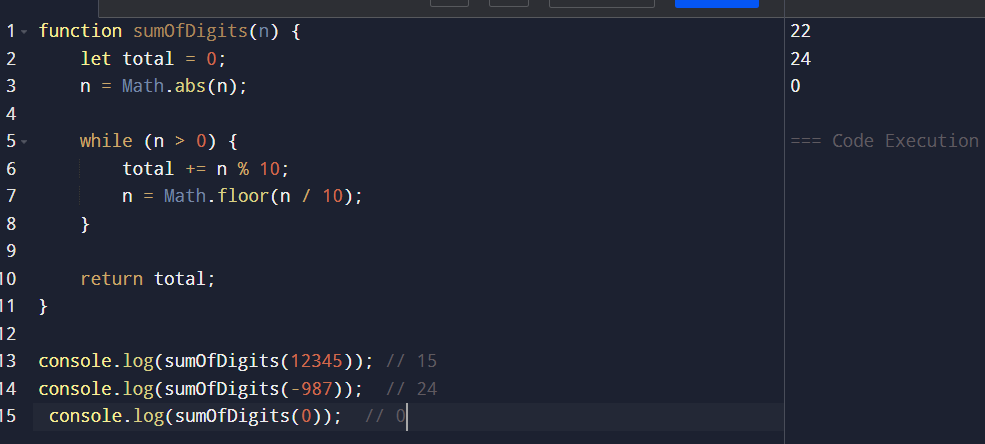 1 function sumOfDigits(n) {
2 let total = 0;
3 n = Math.abs(n);
4
5 while (n > 0) {
6 total += n % 10;
7 n = Math.floor(n / 10);
8 }
9
10 return total;
11 }
12
13 console.log(sumOfDigits(12345)); // 15
14 console.log(sumOfDigits(-987)); // 24
15 console.log(sumOfDigits(0)); // 0
22
24
0
=== Code Execution